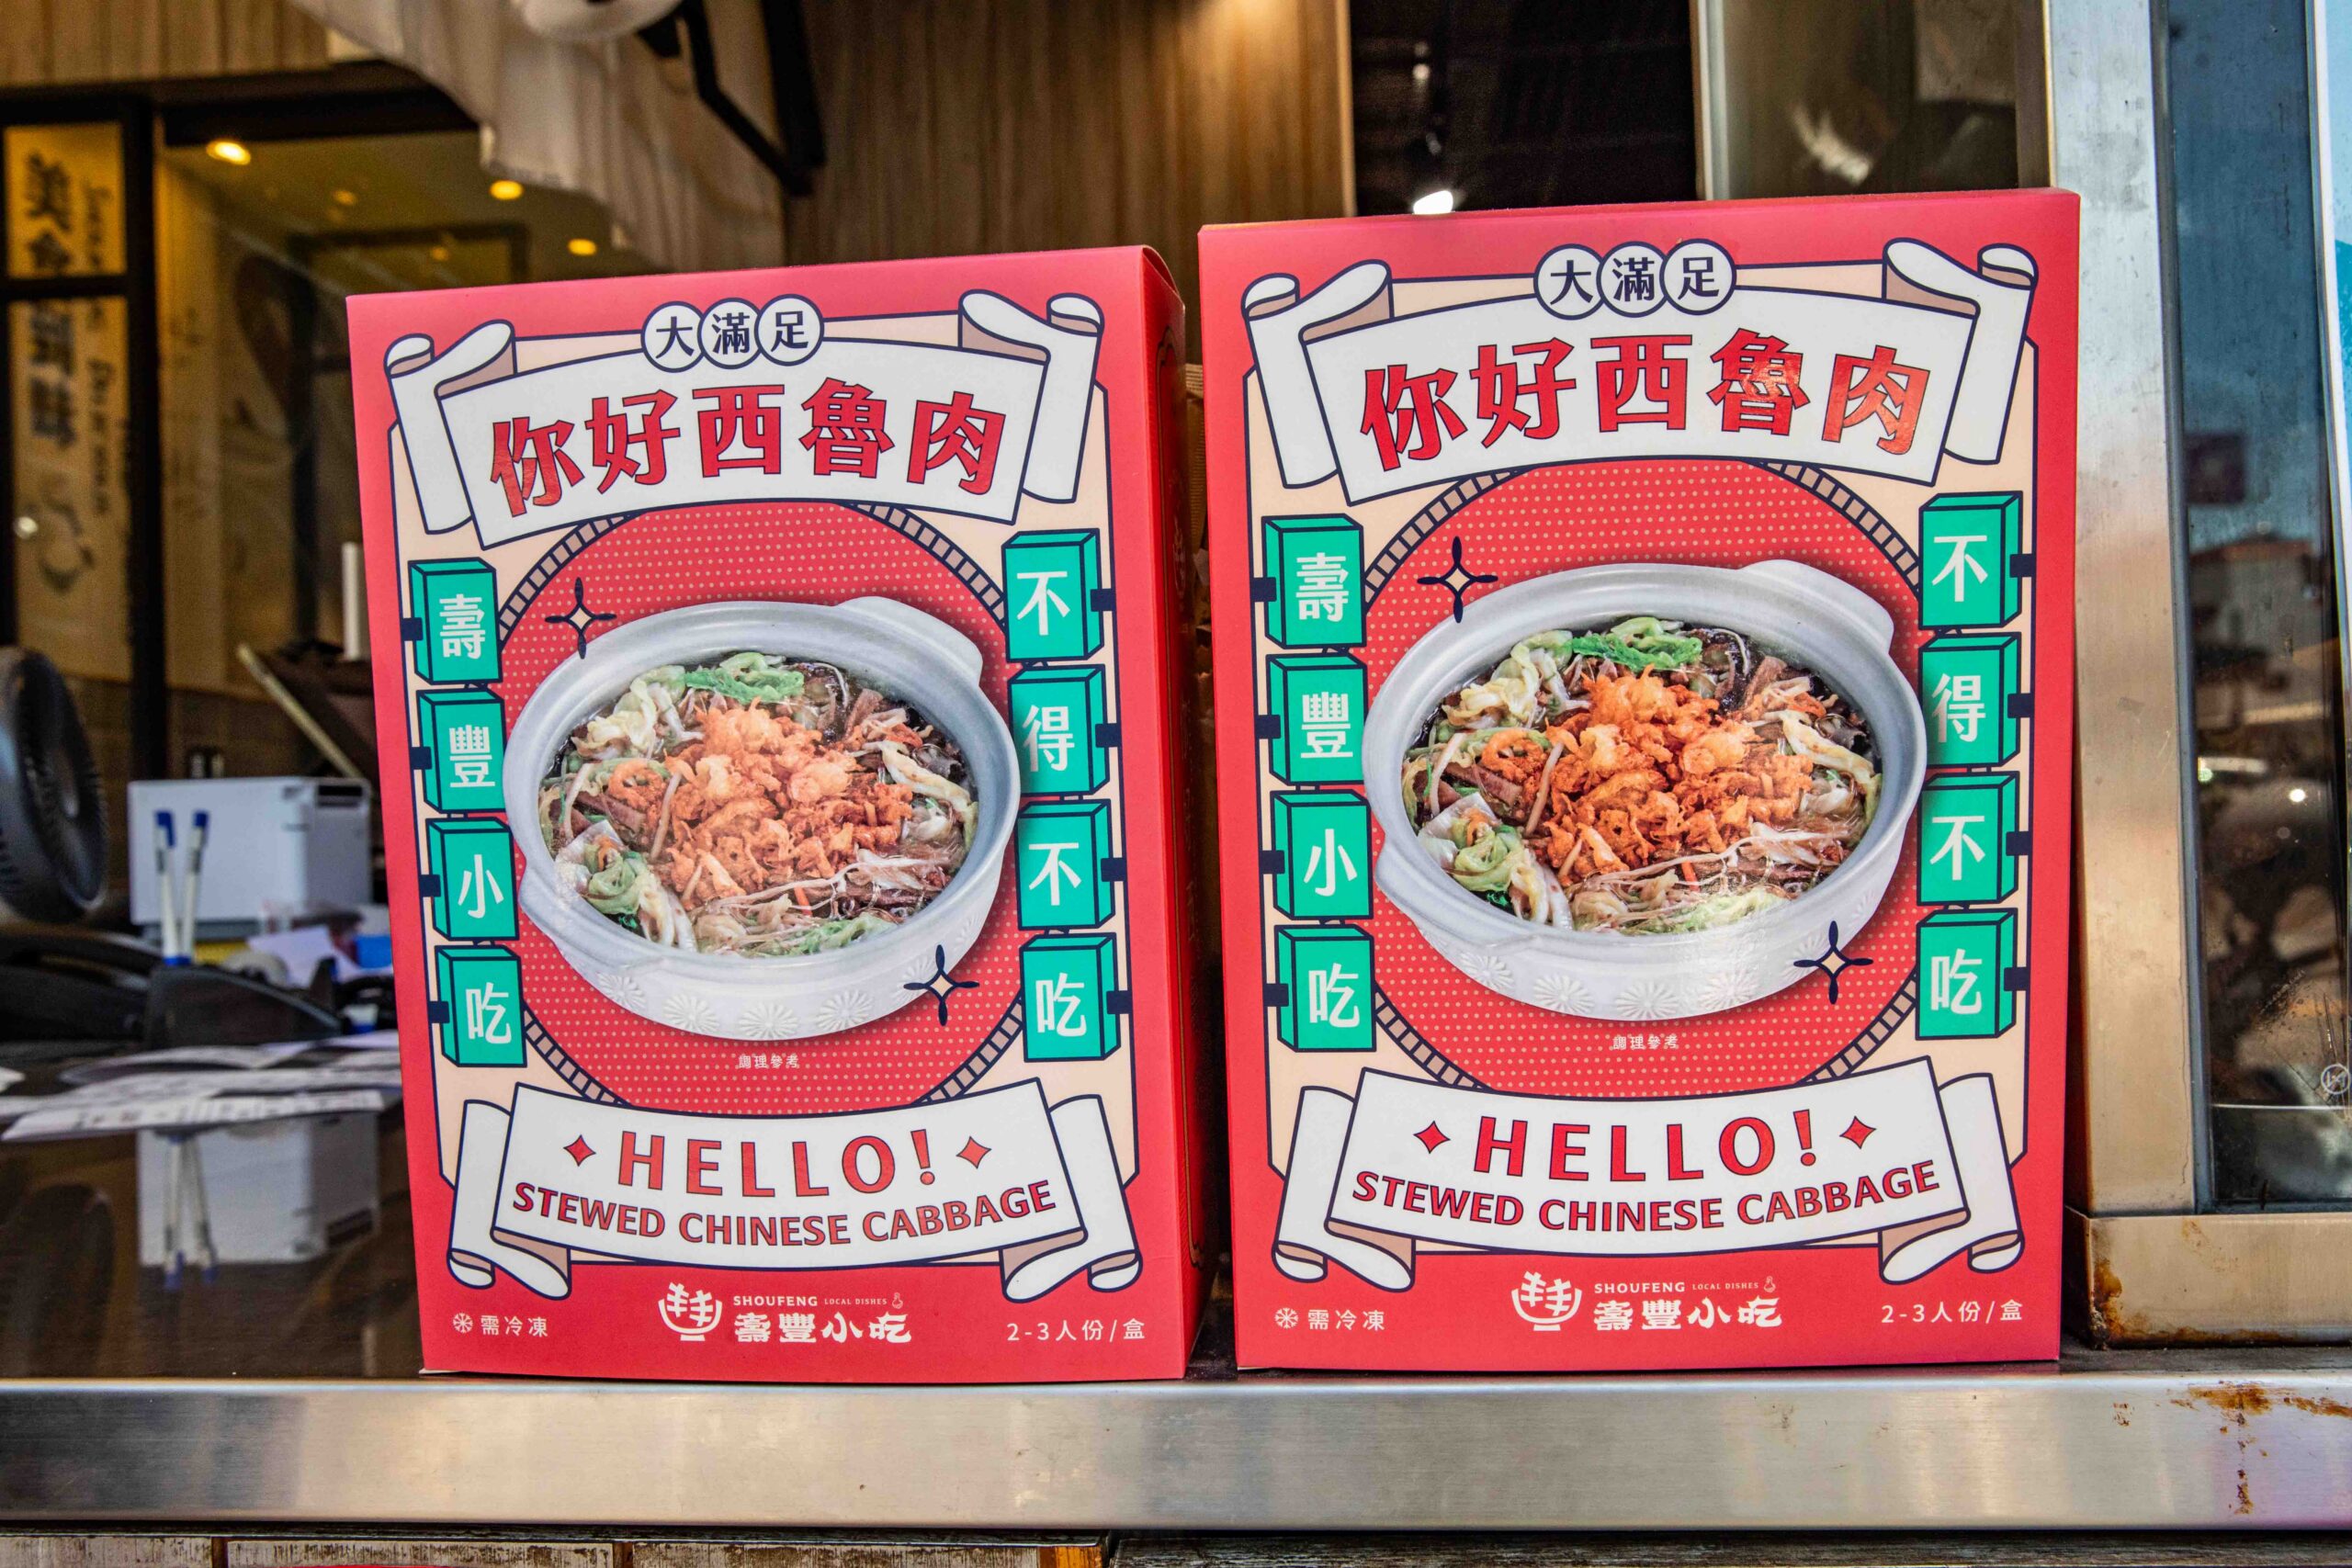 美食
大滿足
你好西魯肉
壽豐小吃
不得不吃
調理參考
HELLO!
STEWED CHINESE CABBAGE
需冷凍
SHOUFENG LOCAL DISHES
壽豐小吃
2-3人份/盒
大滿足
你好西魯肉
壽豐小吃
不得不吃
調理參考
HELLO!
STEWED CHINESE CABBAGE
需冷凍
SHOUFENG LOCAL DISHES
壽豐小吃
2-3人份/盒